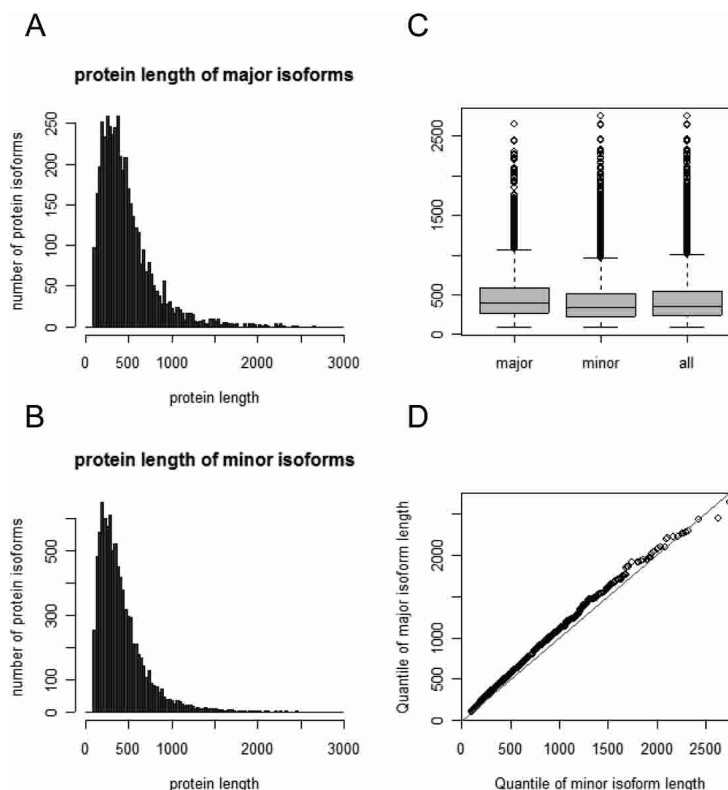 A
protein length of major isoforms
number of protein isoforms
0 50 100 150 200 250
0 500 1000 2000 3000
protein length
C
0 500 1500 2500
major minor all
B
protein length of minor isoforms
number of protein isoforms
0 100 300 500
0 500 1000 2000 3000
protein length
D
Quantile of major isoform length
0 500 1000 2000
0 500 1000 1500 2000 2500
Quantile of minor isoform length